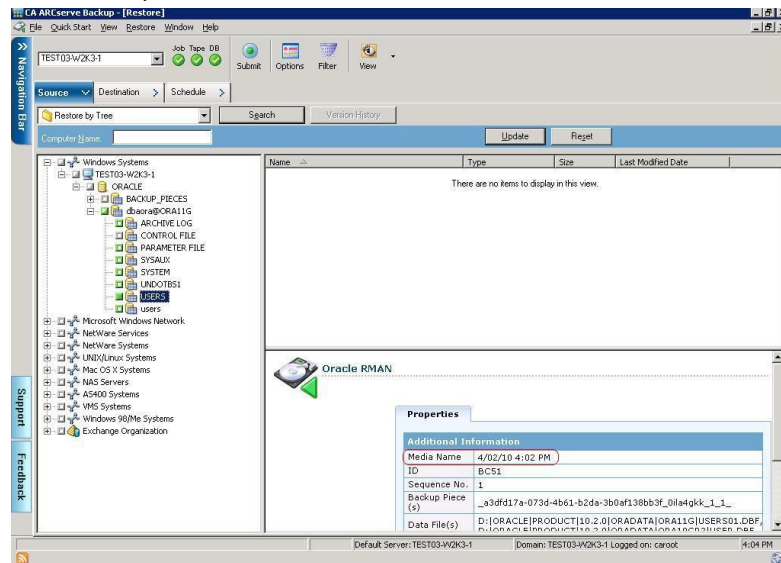 CA ARCserve Backup - [Restore]
File Quick Start View Restore Window Help
Navigation Bar
TEST03-W2K3-1
Job Tape DB
Submit Options Filter View
Source Destination Schedule
Restore by Tree Search Version History
Computer Name: Update Reset
Windows Systems
TEST03-W2K3-1
ORACLE
BACKUP_PIECES
dbaora@ORA11G
ARCHIVE LOG
CONTROL FILE
PARAMETER FILE
SYSAUX
SYSTEM
UNDOTBS1
USERS
users
Microsoft Windows Network
NetWare Services
NetWare Systems
UNIX/Linux Systems
Mac OS X Systems
NAS Servers
AS400 Systems
VMS Systems
Windows 98/Me Systems
Exchange Organization
Name Type Size Last Modified Date
There are no items to display in this view.
Oracle RMAN
Properties
Additional Information
Media Name 4/02/10 4:02 PM
ID BC51
Sequence No. 1
Backup Piece
(s) _a3dfd17a-073d-4b61-b2da-3b0af138bb3f_0ila4gkk_1_1_
Data File(s) D:|ORACLE|PRODUCT|10.2.0|ORADATA|ORA11G|USERS01.DBF,
Support
Feedback
Default Server: TEST03-W2K3-1 Domain: TEST03-W2K3-1 Logged on: caroot 4:04 PM